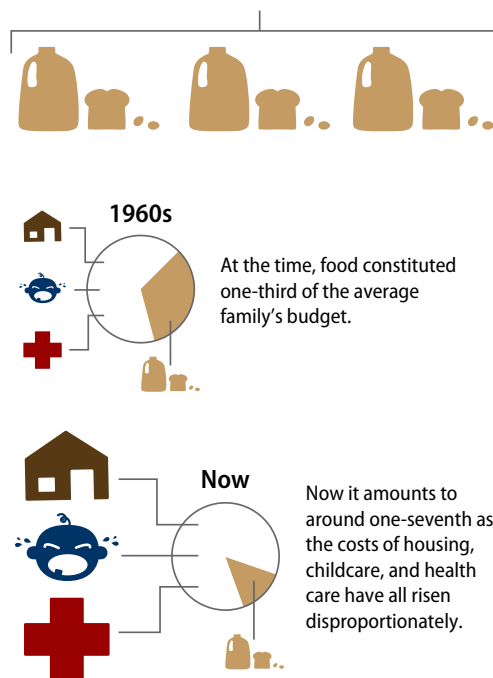 1960s
At the time, food constituted
one-third of the average
family's budget.
Now
Now it amounts to
around one-seventh as
the costs of housing,
childcare, and health
care have all risen
disproportionately.